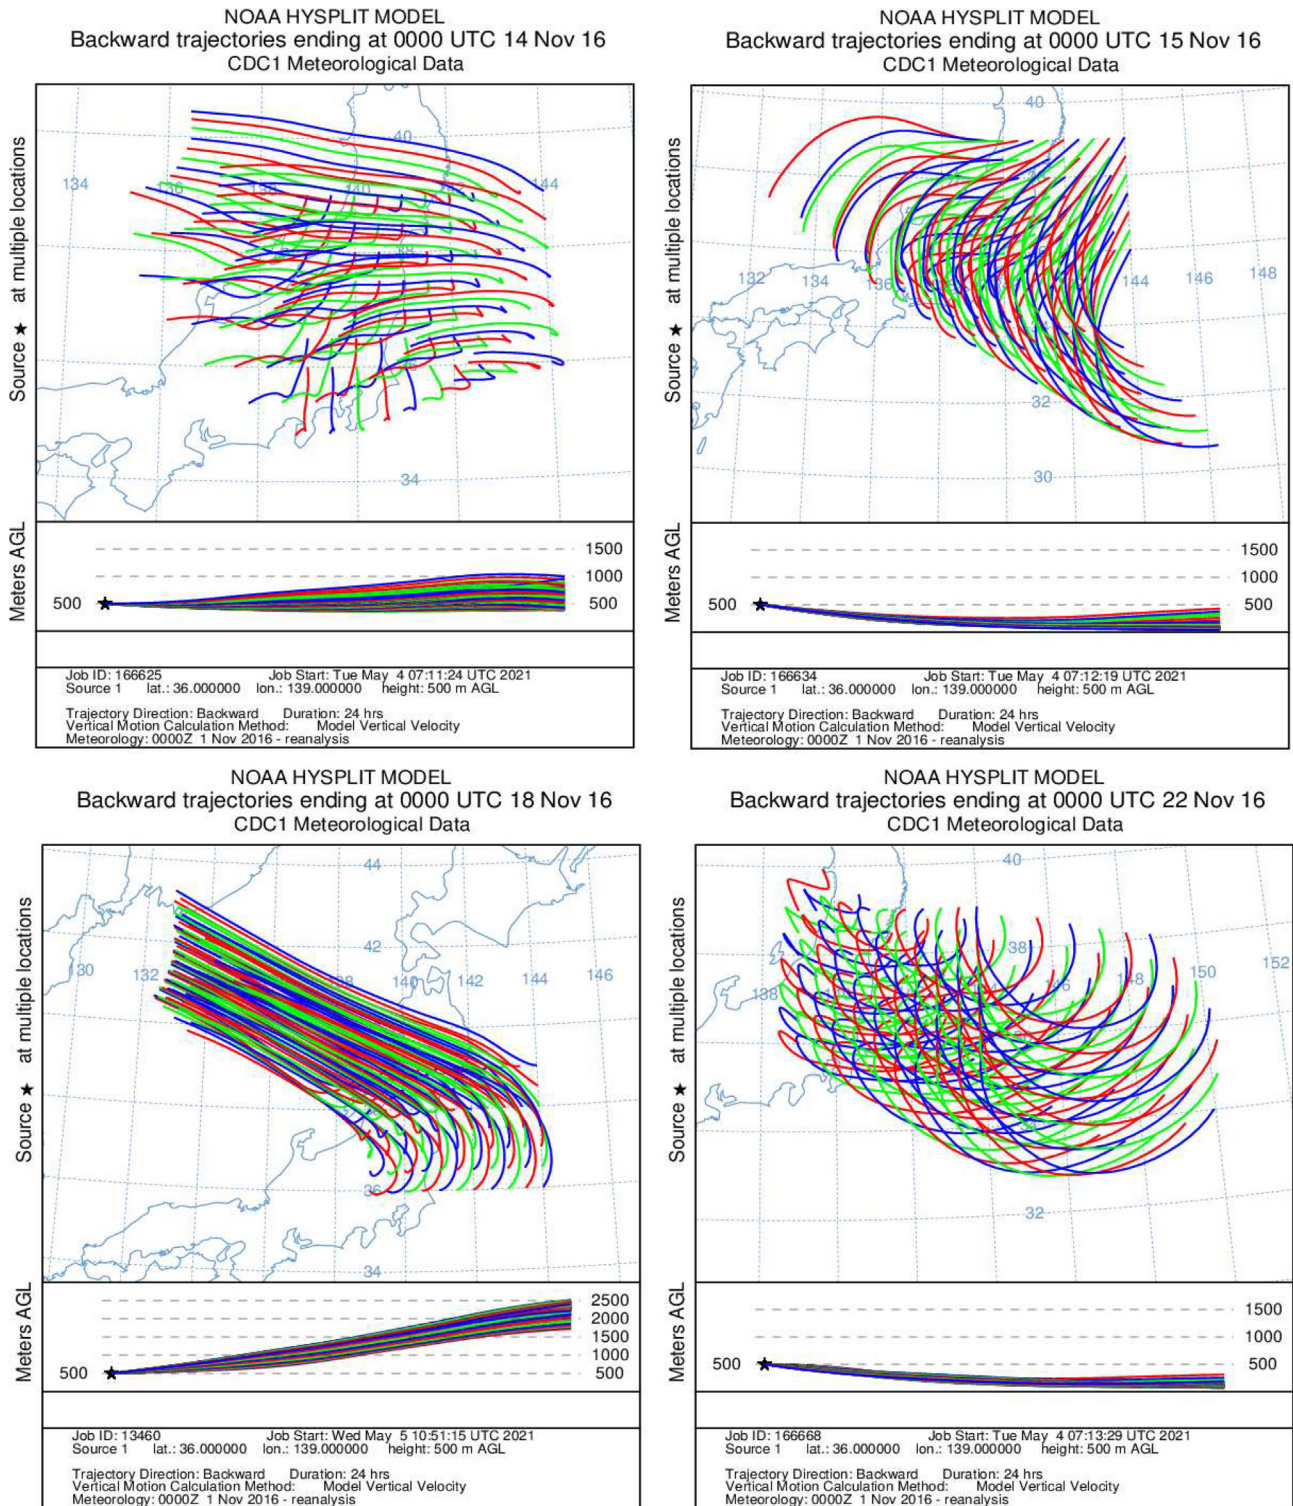 NOAA HYSPLIT MODEL
Backward trajectories ending at 0000 UTC 14 Nov 16
CDC1 Meteorological Data
Source ★ at multiple locations
40
134
136
138
140
142
144
34
Meters AGL
1500
1000
500
500
Job ID: 166625 Job Start: Tue May 4 07:11:24 UTC 2021
Source 1 lat.: 36.000000 lon.: 139.000000 height: 500 m AGL
Trajectory Direction: Backward Duration: 24 hrs
Vertical Motion Calculation Method: Model Vertical Velocity
Meteorology: 0000Z 1 Nov 2016 - reanalysis
NOAA HYSPLIT MODEL
Backward trajectories ending at 0000 UTC 15 Nov 16
CDC1 Meteorological Data
Source ★ at multiple locations
40
132
134
136
144
146
148
32
30
Meters AGL
1500
1000
500
500
Job ID: 166634 Job Start: Tue May 4 07:12:19 UTC 2021
Source 1 lat.: 36.000000 lon.: 139.000000 height: 500 m AGL
Trajectory Direction: Backward Duration: 24 hrs
Vertical Motion Calculation Method: Model Vertical Velocity
Meteorology: 0000Z 1 Nov 2016 - reanalysis
NOAA HYSPLIT MODEL
Backward trajectories ending at 0000 UTC 18 Nov 16
CDC1 Meteorological Data
Source ★ at multiple locations
44
42
130
132
138
140
142
144
146
36
34
Meters AGL
2500
2000
1500
1000
500
500
Job ID: 13460 Job Start: Wed May 5 10:51:15 UTC 2021
Source 1 lat.: 36.000000 lon.: 139.000000 height: 500 m AGL
Trajectory Direction: Backward Duration: 24 hrs
Vertical Motion Calculation Method: Model Vertical Velocity
Meteorology: 0000Z 1 Nov 2016 - reanalysis
NOAA HYSPLIT MODEL
Backward trajectories ending at 0000 UTC 22 Nov 16
CDC1 Meteorological Data
Source ★ at multiple locations
40
38
138
146
148
150
152
34
32
Meters AGL
1500
1000
500
500
Job ID: 166668 Job Start: Tue May 4 07:13:29 UTC 2021
Source 1 lat.: 36.000000 lon.: 139.000000 height: 500 m AGL
Trajectory Direction: Backward Duration: 24 hrs
Vertical Motion Calculation Method: Model Vertical Velocity
Meteorology: 0000Z 1 Nov 2016 - reanalysis